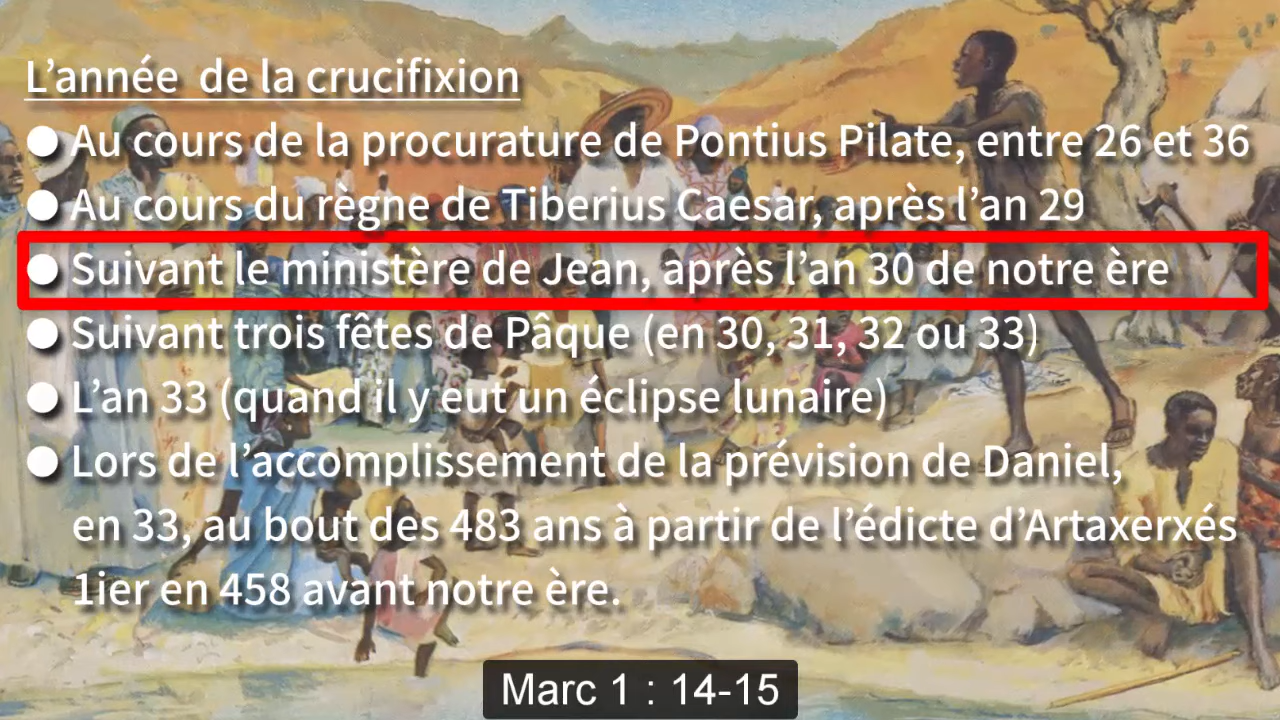 L’année de la crucifixion
● Au cours de la procurature de Pontius Pilate, entre 26 et 36
● Au cours du règne de Tiberius Caesar, après l’an 29
● Suivant le ministère de Jean, après l’an 30 de notre ère
● Suivant trois fêtes de Pâque (en 30, 31, 32 ou 33)
● L’an 33 (quand il y eut un éclipse lunaire)
● Lors de l’accomplissement de la prévision de Daniel,
en 33, au bout des 483 ans à partir de l’édicte d’Artaxerxés
1ier en 458 avant notre ère.
Marc 1 : 14-15